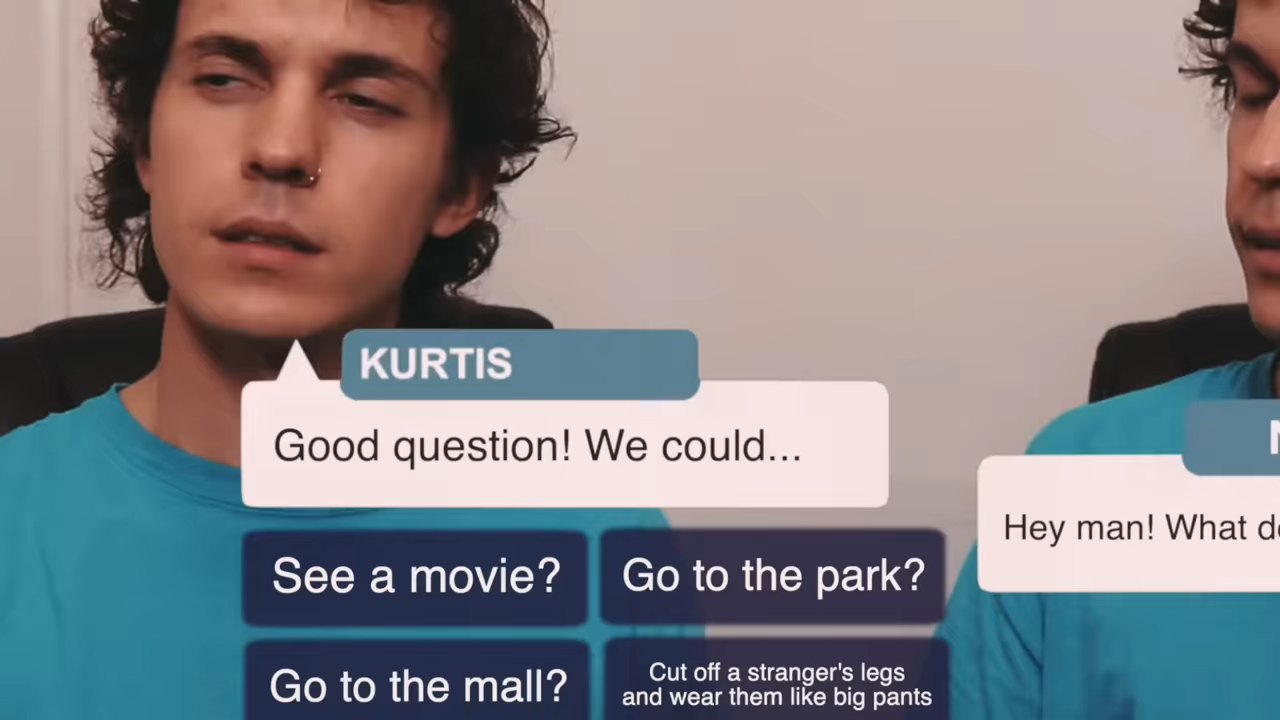 KURTIS
Good question! We could...
Hey man! What d
See a movie?
Go to the park?
Go to the mall?
Cut off a stranger's legs
and wear them like big pants